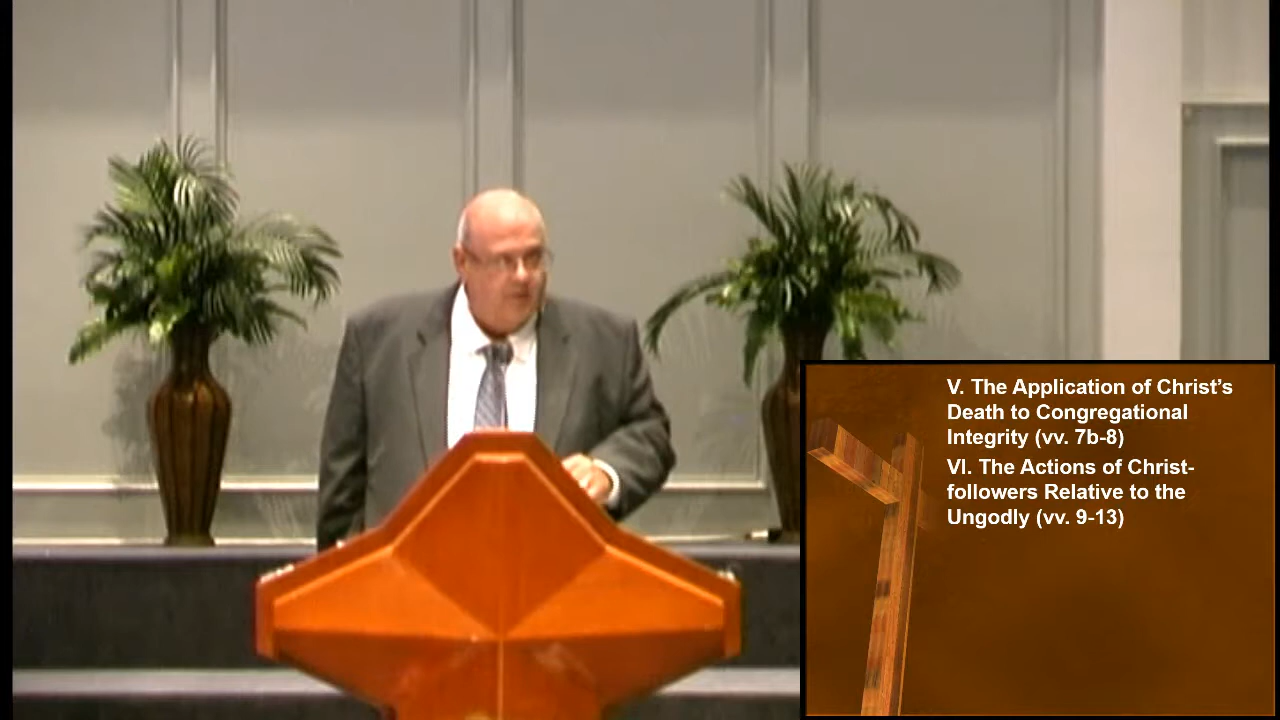 V. The Application of Christ’s
Death to Congregational
Integrity (vv. 7b-8)
VI. The Actions of Christ-
followers Relative to the
Ungodly (vv. 9-13)